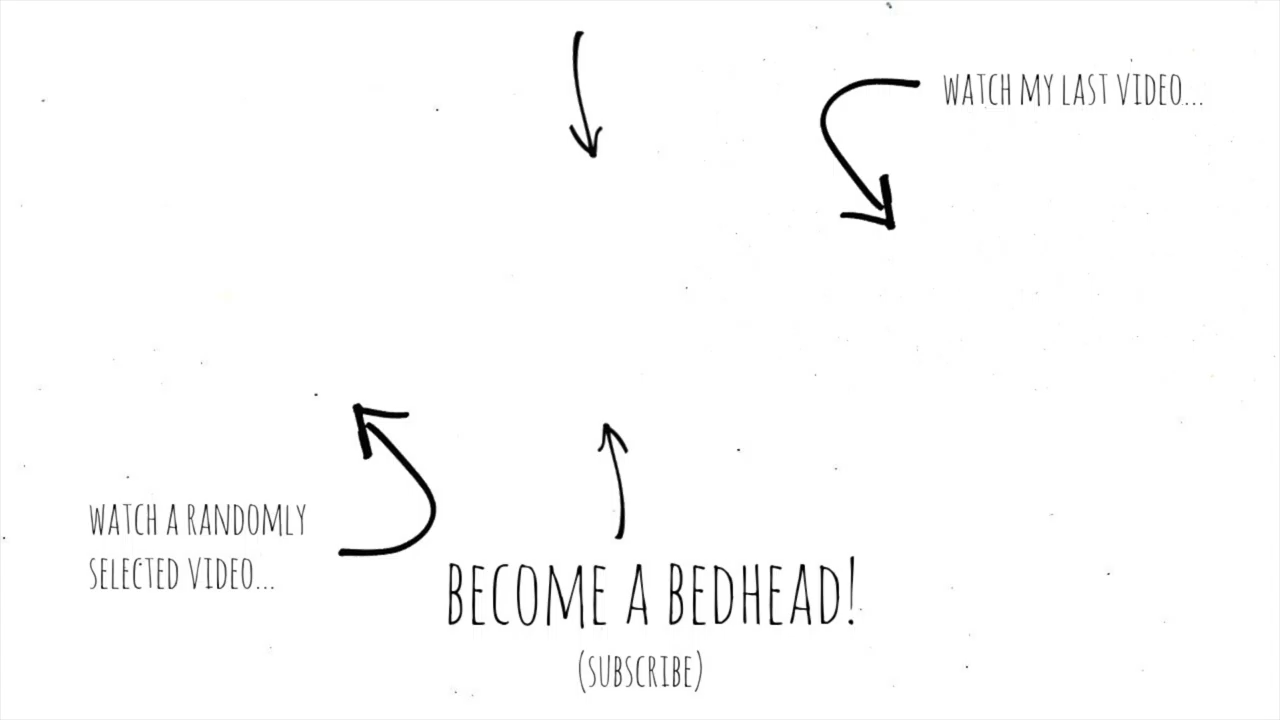 WATCH MY LAST VIDEO...
WATCH A RANDOMLY
SELECTED VIDEO...
BECOME A BEDHEAD!
(SUBSCRIBE)